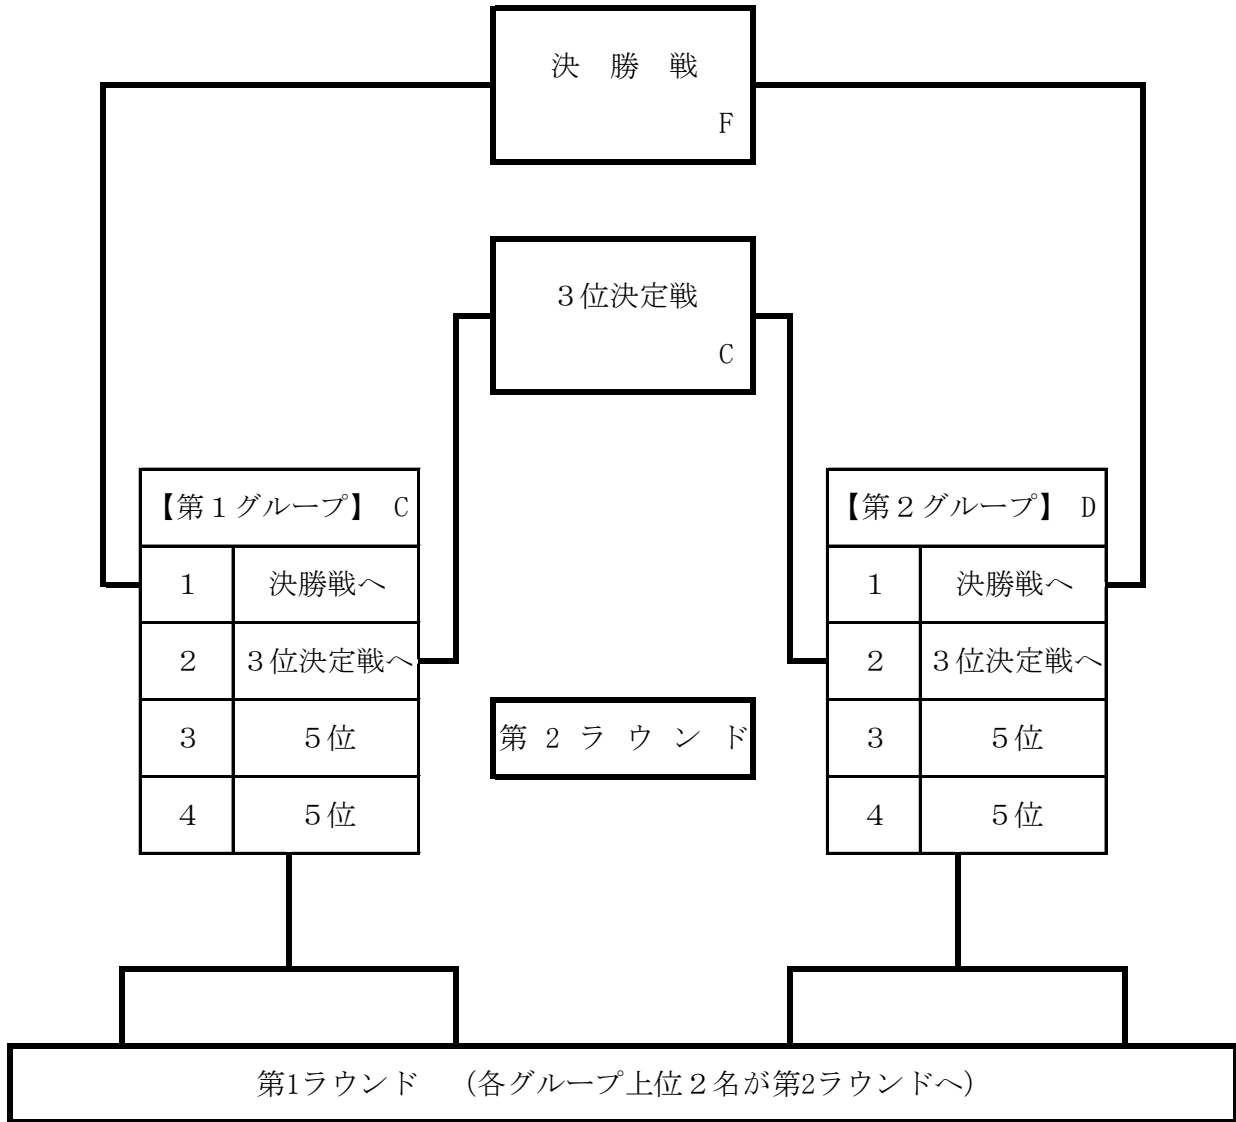 決 勝 戦
F
３位決定戦
C
【第１グループ】 C
1 決勝戦へ
2 ３位決定戦へ
3 ５位
4 ５位
【第２グループ】 D
1 決勝戦へ
2 ３位決定戦へ
3 ５位
4 ５位
第 2 ラ ウ ン ド
第1ラウンド （各グループ上位２名が第2ラウンドへ）